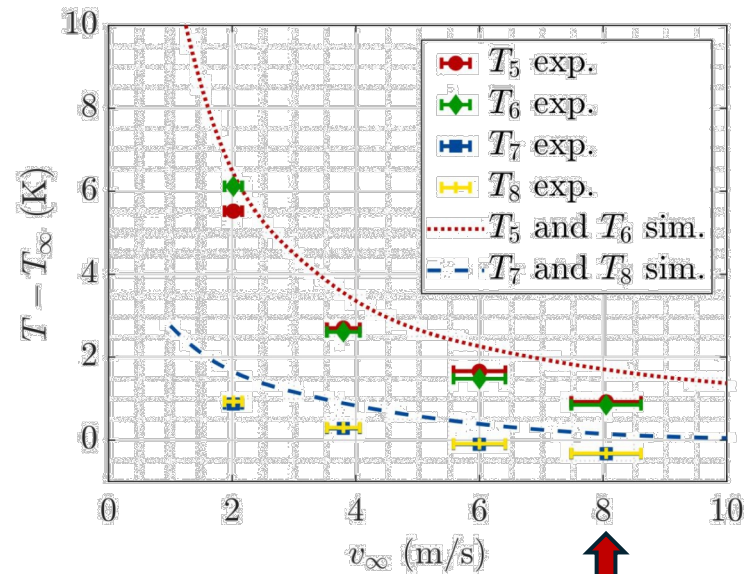 10
8
6
4
2
0
T − T∞ (K)
T₅ exp.
T₆ exp.
T₇ exp.
T₈ exp.
T₅ and T₆ sim.
T₇ and T₈ sim.
0 2 4 6 8 10
v∞ (m/s)